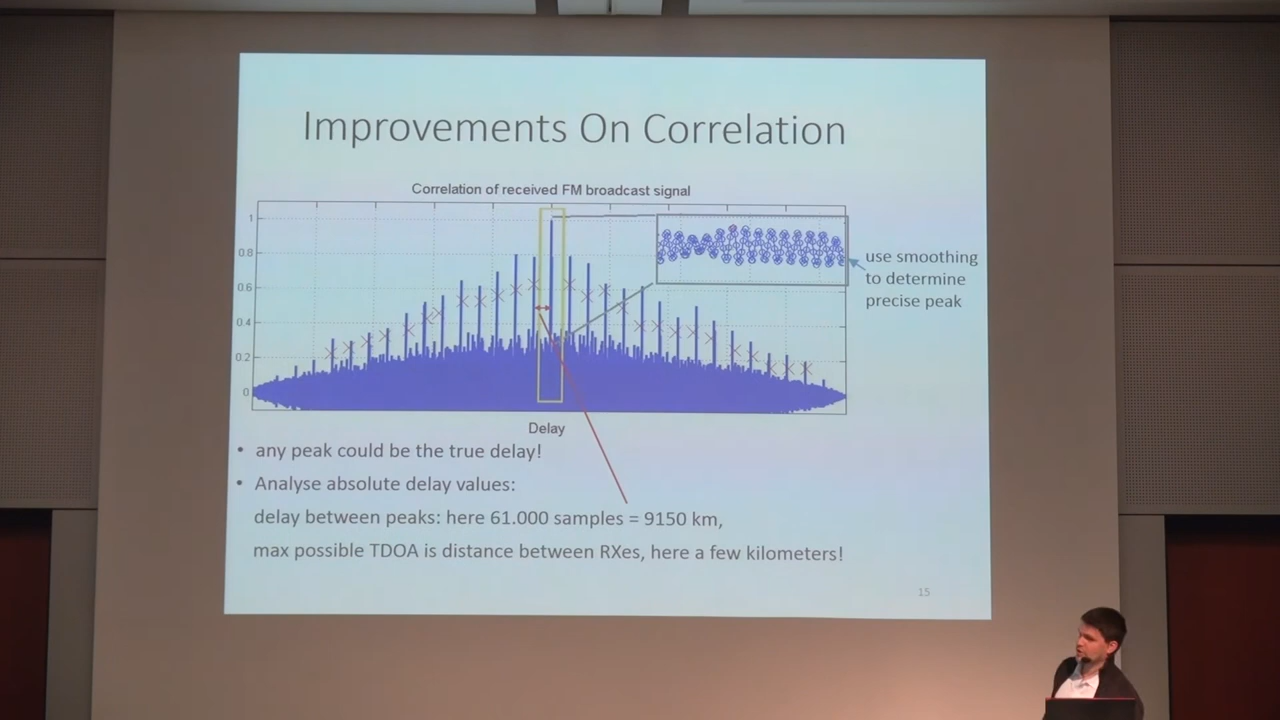 Improvements On Correlation
Correlation of received FM broadcast signal
1
0.8
0.6
0.4
0.2
0
use smoothing
to determine
precise peak
Delay
• any peak could be the true delay!
• Analyse absolute delay values:
delay between peaks: here 61.000 samples = 9150 km,
max possible TDOA is distance between RXes, here a few kilometers!
15